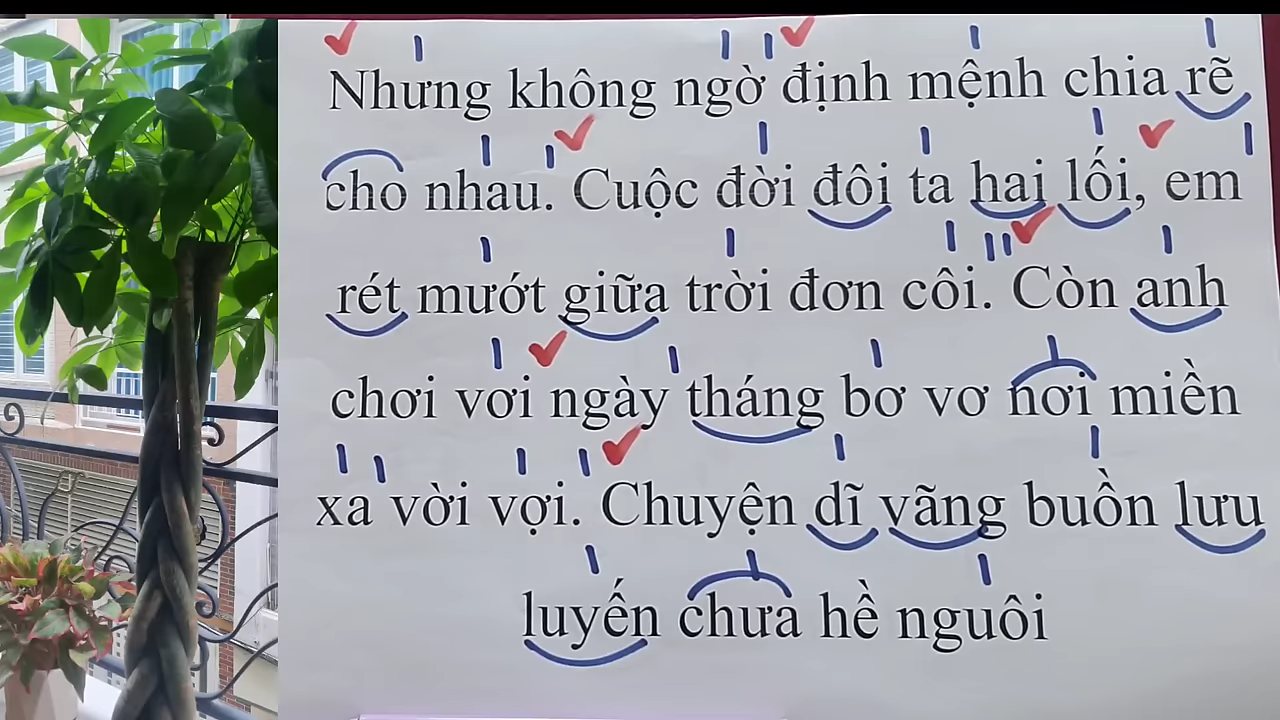 Nhưng không ngờ định mệnh chia rẽ
cho nhau. Cuộc đời đôi ta hai lối, em
rét mướt giữa trời đơn côi. Còn anh
chơi vơi ngày tháng bơ vơ nơi miền
xa vời vợi. Chuyện dĩ vãng buồn lưu
luyến chưa hề nguôi